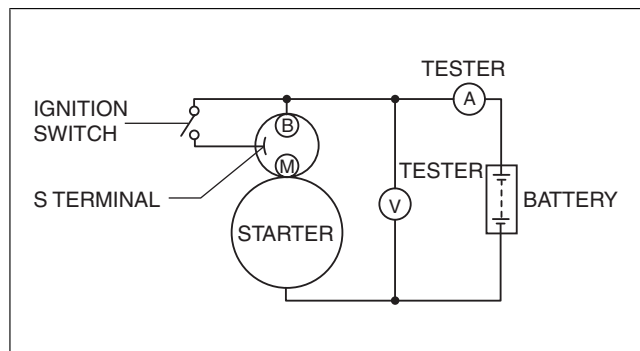 TESTER
A
IGNITION
SWITCH
B
M
S TERMINAL
TESTER
BATTERY
V
STARTER